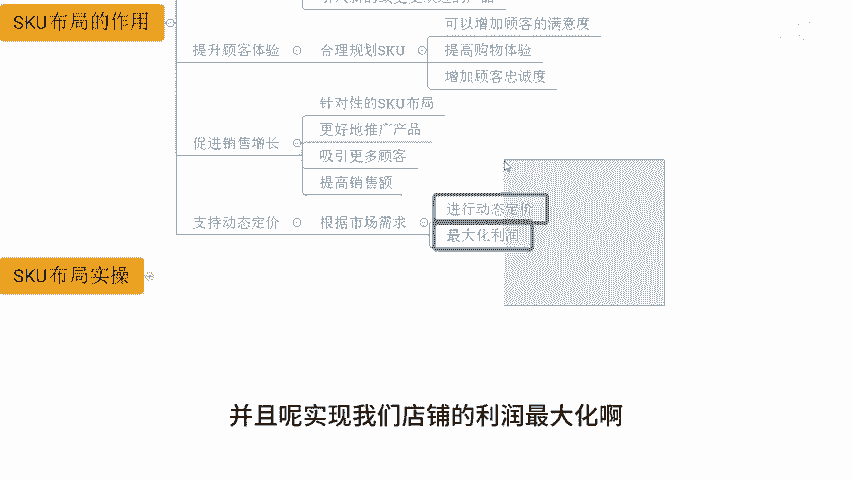 SKU布局的作用
可以增加顾客的满意度
提升顾客体验
合理规划SKU
提高购物体验
增加顾客忠诚度
针对性的SKU布局
更好地推广产品
促进销售增长
吸引更多顾客
提高销售额
进行动态定价
支持动态定价
根据市场需求
最大化利润
SKU布局实操
并且呢实现我们店铺的利润最大化啊